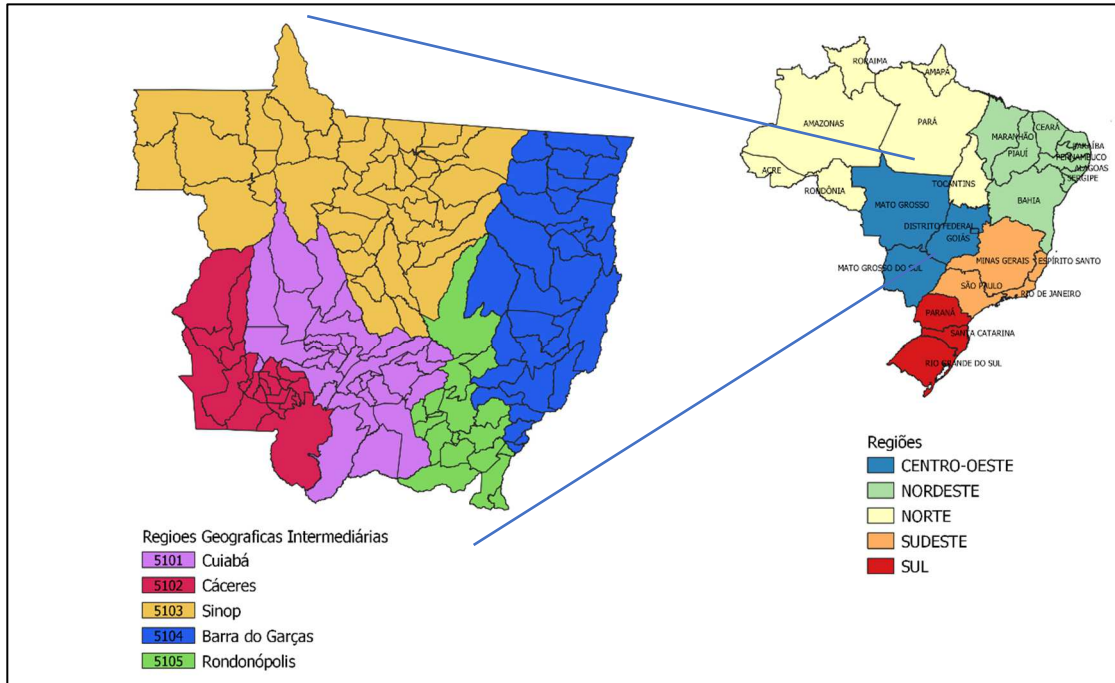 RORAIMA
AMAPÁ
AMAZONAS
PARÁ
MARANHÃO
CEARÁ
PIAUÍ
PERNAMBUCO
ALAGOAS
SERGIPE
ACRE
RONDÔNIA
TOCANTINS
BAHIA
MATO GROSSO
DISTRITO FEDERAL
GOIÁS
MATO GROSSO DO SUL
MINAS GERAIS
ESPÍRITO SANTO
SÃO PAULO
RIO DE JANEIRO
PARANÁ
SANTA CATARINA
RIO GRANDE DO SUL
Regiões
CENTRO-OESTE
NORDESTE
NORTE
SUDESTE
SUL
Regioes Geograficas Intermediárias
5101 Cuiabá
5102 Cáceres
5103 Sinop
5104 Barra do Garças
5105 Rondonópolis